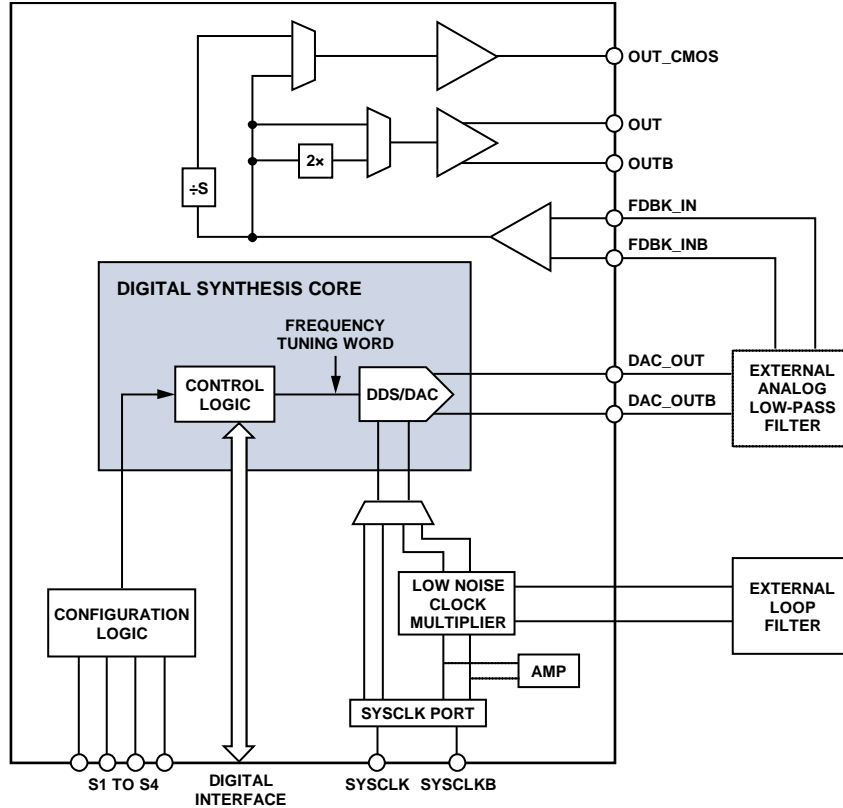 OUT_CMOS
OUT
2×
OUTB
÷S
FDBK_IN
FDBK_INB
DIGITAL SYNTHESIS CORE
FREQUENCY
TUNING WORD
DAC_OUT
CONTROL
LOGIC
DDS/DAC
DAC_OUTB
EXTERNAL
ANALOG
LOW-PASS
FILTER
LOW NOISE
CLOCK
MULTIPLIER
EXTERNAL
LOOP
FILTER
CONFIGURATION
LOGIC
AMP
SYSCLK PORT
S1 TO S4
DIGITAL
INTERFACE
SYSCLK
SYSCLKB